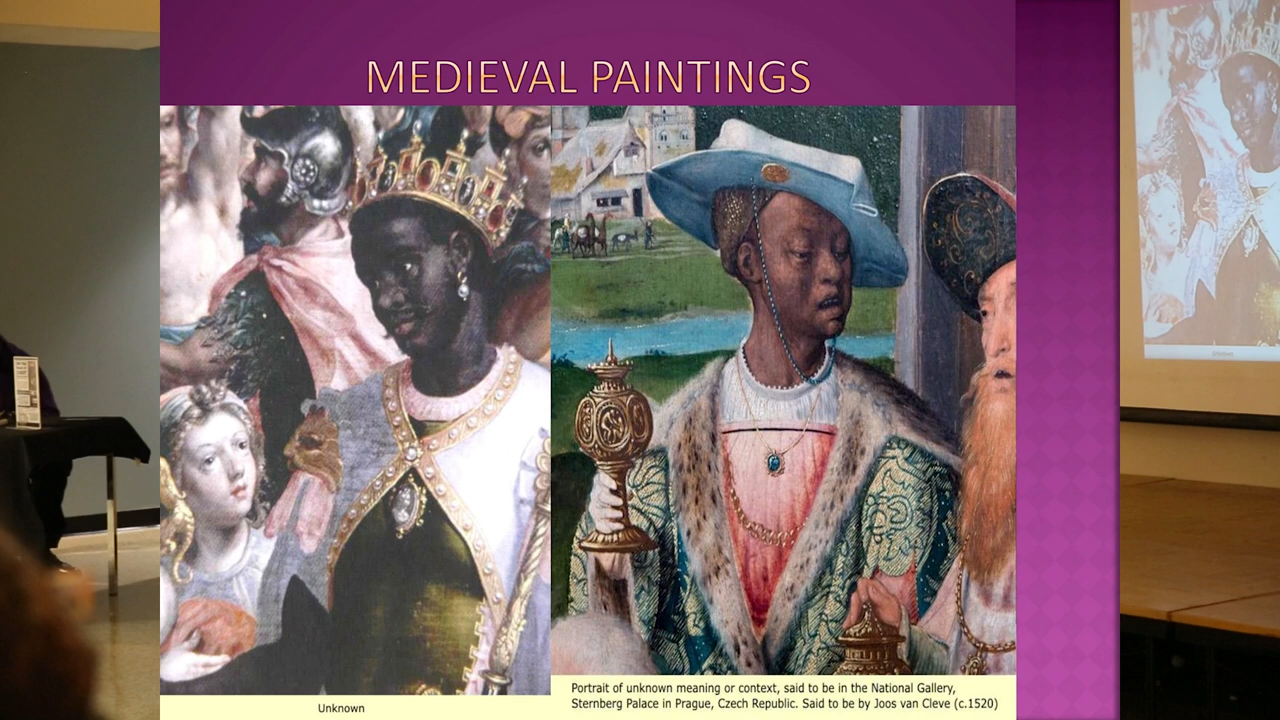 MEDIEVAL PAINTINGS
Unknown
Portrait of unknown meaning or context, said to be in the National Gallery,
Sternberg Palace in Prague, Czech Republic. Said to be by Joos van Cleve (c.1520)